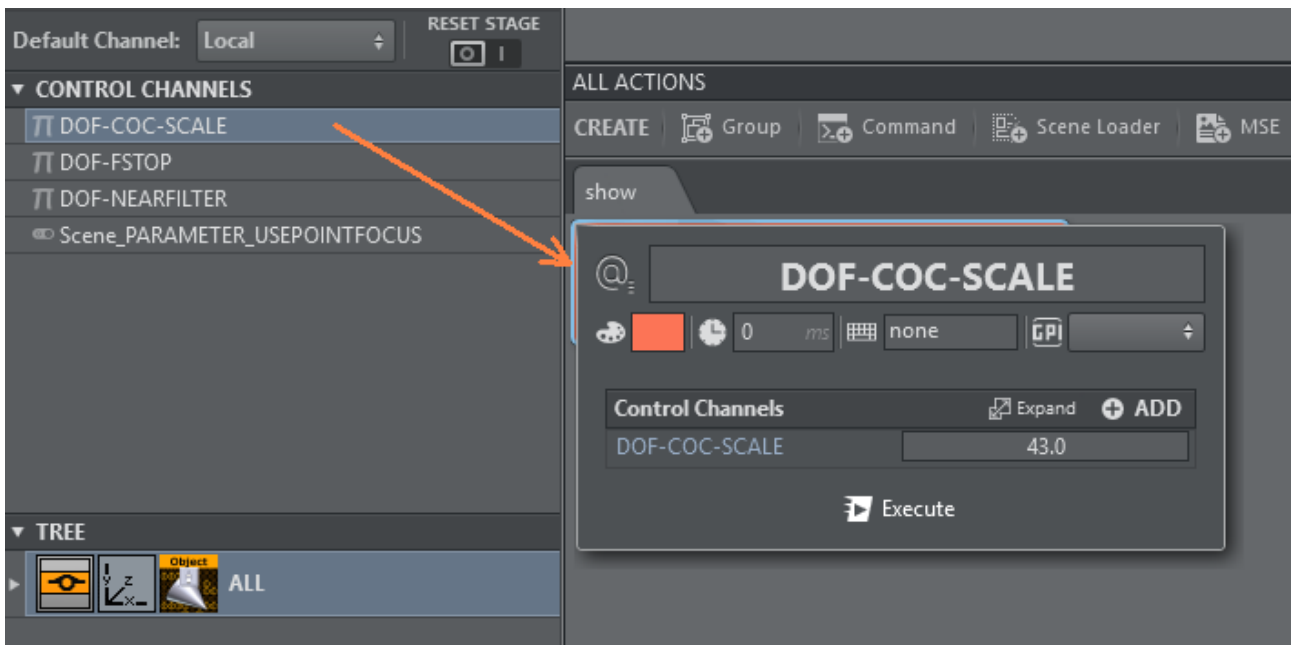 Default Channel: Local
RESET STAGE
CONTROL CHANNELS
DOF-COC-SCALE
DOF-FSTOP
DOF-NEARFILTER
Scene_PARAMETER_USEPOINTFOCUS
TREE
Object
ALL
ALL ACTIONS
CREATE Group Command Scene Loader MSE
show
DOF-COC-SCALE
0 ms none GPI
Control Channels Expand ADD
DOF-COC-SCALE 43.0
Execute